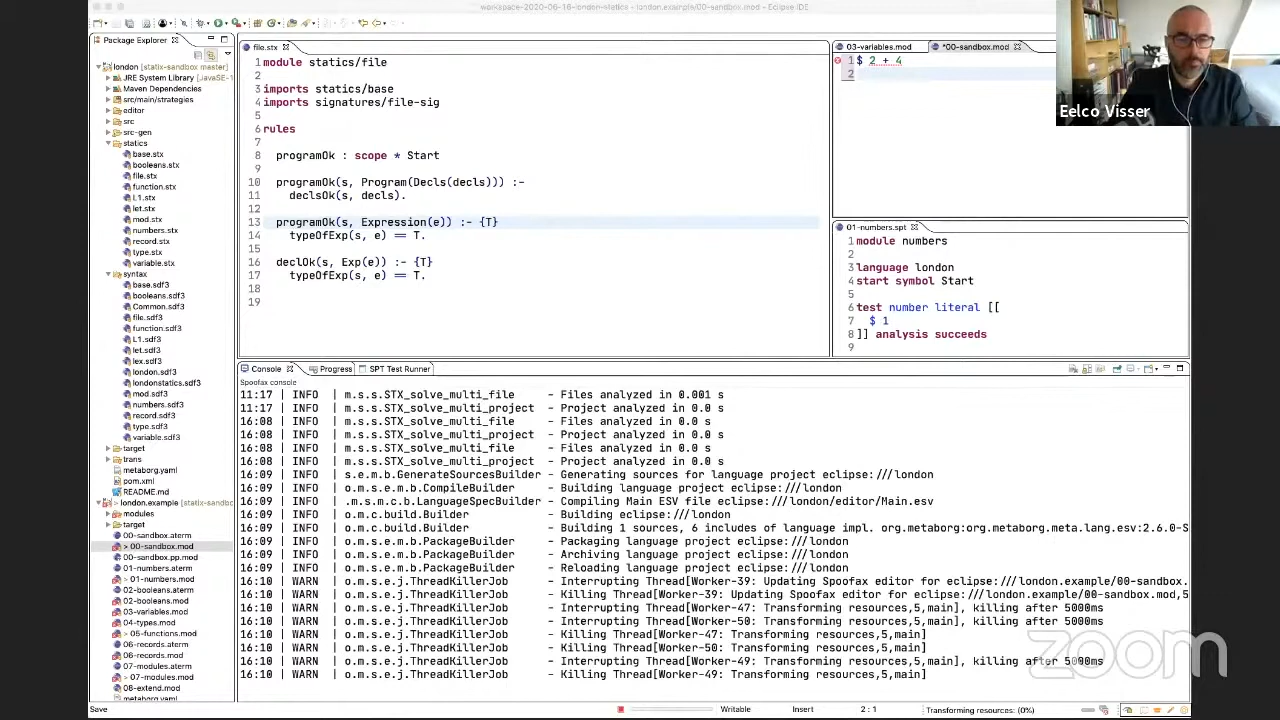 workspace-2020-06-16-london-statics - london.example/00-sandbox.mod - Eclipse IDE
Package Explorer
london [statix-sandbox master]
JRE System Library [JavaSE-1
Maven Dependencies
src/main/strategies
editor
src
src-gen
statics
base.stx
booleans.stx
file.stx
function.stx
L1.stx
let.stx
mod.stx
numbers.stx
record.stx
type.stx
variable.stx
syntax
base.sdf3
booleans.sdf3
Common.sdf3
file.sdf3
function.sdf3
L1.sdf3
let.sdf3
lex.sdf3
london.sdf3
londonstatics.sdf3
mod.sdf3
numbers.sdf3
record.sdf3
type.sdf3
variable.sdf3
target
trans
metaborg.yaml
pom.xml
README.md
> london.example [statix-sandbo
modules
target
00-sandbox.aterm
> 00-sandbox.mod
00-sandbox.pp.mod
01-numbers.aterm
> 01-numbers.mod
02-booleans.aterm
02-booleans.mod
03-variables.mod
04-types.mod
> 05-functions.mod
06-records.aterm
06-records.mod
07-modules.aterm
> 07-modules.mod
08-extend.mod
metaborg.yaml
file.stx
1 module statics/file
2
3 imports statics/base
4 imports signatures/file-sig
5
6 rules
7
8 programOk : scope * Start
9
10 programOk(s, Program(Decls(decls))) :-
11 declsOk(s, decls).
12
13 programOk(s, Expression(e)) :- {T}
14 typeOfExp(s, e) == T.
15
16 declOk(s, Exp(e)) :- {T}
17 typeOfExp(s, e) == T.
18
19
03-variables.mod
*00-sandbox.mod
1 $ 2 + 4
2
Eelco Visser
01-numbers.spt
1 module numbers
2
3 language london
4 start symbol Start
5
6 test number literal [[
7 $ 1
8 ]] analysis succeeds
9
Console
Progress
SPT Test Runner
Spoofax console
11:17 | INFO | m.s.s.STX_solve_multi_file - Files analyzed in 0.001 s
11:17 | INFO | m.s.s.STX_solve_multi_project - Project analyzed in 0.0 s
16:08 | INFO | m.s.s.STX_solve_multi_file - Files analyzed in 0.0 s
16:08 | INFO | m.s.s.STX_solve_multi_project - Project analyzed in 0.0 s
16:08 | INFO | m.s.s.STX_solve_multi_file - Files analyzed in 0.0 s
16:08 | INFO | m.s.s.STX_solve_multi_project - Project analyzed in 0.0 s
16:09 | INFO | s.e.m.b.GenerateSourcesBuilder - Generating sources for language project eclipse:///london
16:09 | INFO | o.m.s.e.m.b.CompileBuilder - Building language project eclipse:///london
16:09 | INFO | .m.s.m.c.b.LanguageSpecBuilder - Compiling Main ESV file eclipse:///london/editor/Main.esv
16:09 | INFO | o.m.c.build.Builder - Building eclipse:///london
16:09 | INFO | o.m.c.build.Builder - Building 1 sources, 6 includes of language impl. org.metaborg:org.metaborg.meta.lang.esv:2.6.0-S
16:09 | INFO | o.m.s.e.m.b.PackageBuilder - Packaging language project eclipse:///london
16:09 | INFO | o.m.s.e.m.b.PackageBuilder - Archiving language project eclipse:///london
16:09 | INFO | o.m.s.e.m.b.PackageBuilder - Reloading language project eclipse:///london
16:10 | WARN | o.m.s.e.j.ThreadKillerJob - Interrupting Thread[Worker-39: Updating Spoofax editor for eclipse:///london.example/00-sandbox.
16:10 | WARN | o.m.s.e.j.ThreadKillerJob - Killing Thread[Worker-39: Updating Spoofax editor for eclipse:///london.example/00-sandbox.mod,5
16:10 | WARN | o.m.s.e.j.ThreadKillerJob - Interrupting Thread[Worker-47: Transforming resources,5,main], killing after 5000ms
16:10 | WARN | o.m.s.e.j.ThreadKillerJob - Interrupting Thread[Worker-50: Transforming resources,5,main], killing after 5000ms
16:10 | WARN | o.m.s.e.j.ThreadKillerJob - Killing Thread[Worker-47: Transforming resources,5,main]
16:10 | WARN | o.m.s.e.j.ThreadKillerJob - Killing Thread[Worker-50: Transforming resources,5,main]
16:10 | WARN | o.m.s.e.j.ThreadKillerJob - Interrupting Thread[Worker-49: Transforming resources,5,main], killing after 5000ms
16:10 | WARN | o.m.s.e.j.ThreadKillerJob - Killing Thread[Worker-49: Transforming resources,5,main]
zoom
Save
Writable
Insert
2 : 1
Transforming resources: (0%)